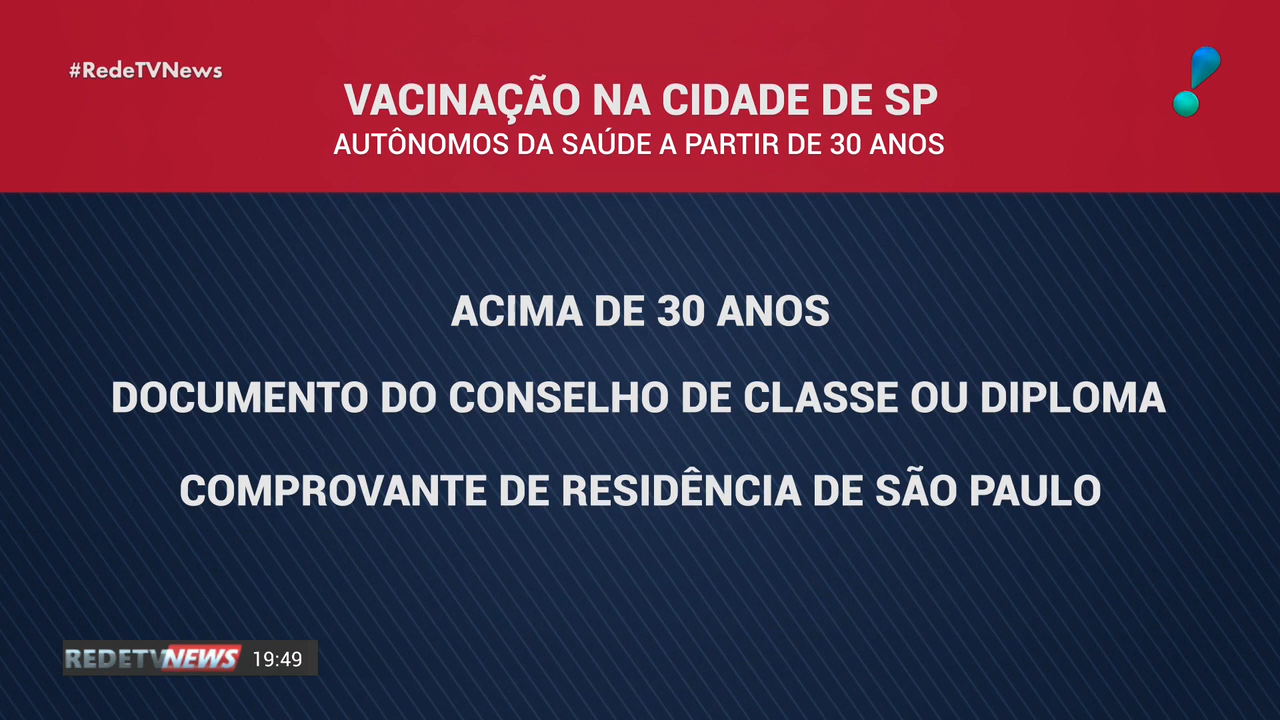 #RedeTVNews
VACINAÇÃO NA CIDADE DE SP
AUTÔNOMOS DA SAÚDE A PARTIR DE 30 ANOS
ACIMA DE 30 ANOS
DOCUMENTO DO CONSELHO DE CLASSE OU DIPLOMA
COMPROVANTE DE RESIDÊNCIA DE SÃO PAULO
REDETV NEWS 19:49